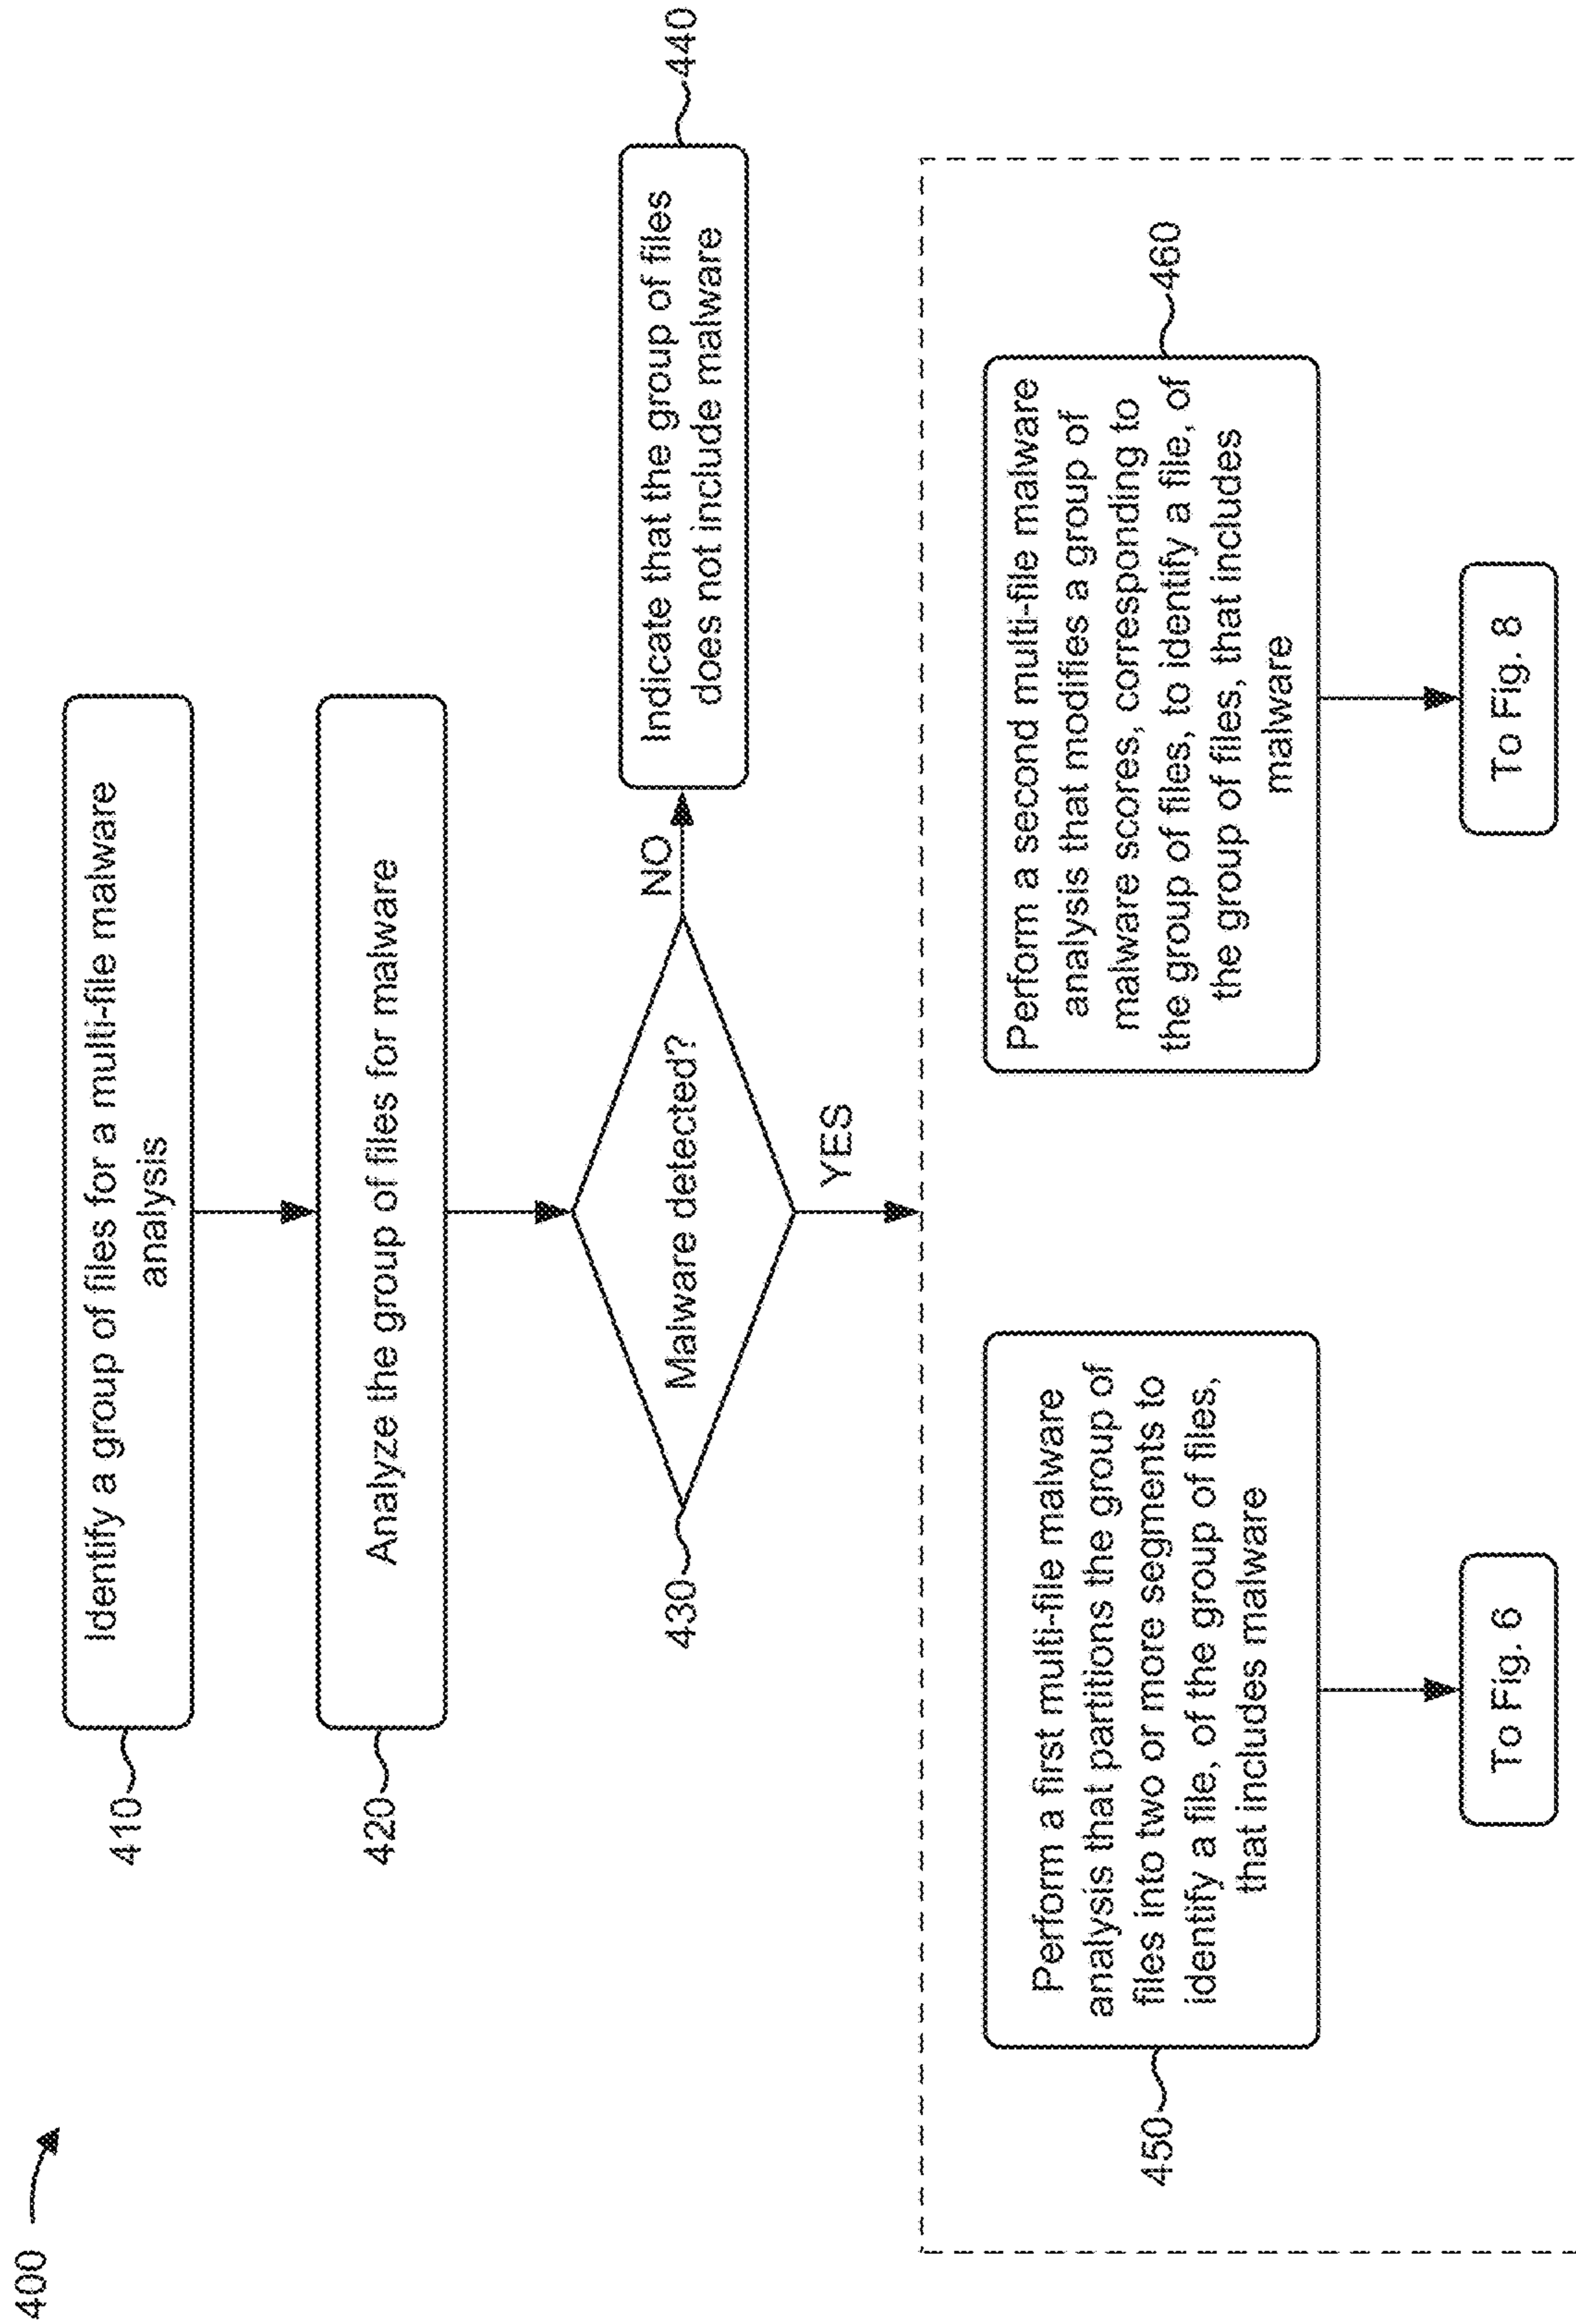 400
410
Identify a group of files for a multi-file malware
analysis
420
Analyze the group of files for malware
430
Malware detected?
NO
Indicate that the group of files
does not include malware
440
YES
450
Perform a first multi-file malware
analysis that partitions the group of
files into two or more segments to
identify a file, of the group of files,
that includes malware
To Fig. 6
Perform a second multi-file malware
analysis that modifies a group of
malware scores, corresponding to
the group of files, to identify a file, of
the group of files, that includes
malware
460
To Fig. 8